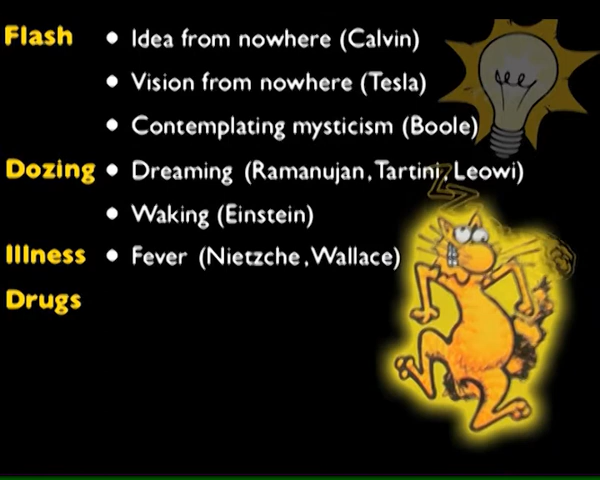 Flash • Idea from nowhere (Calvin)
• Vision from nowhere (Tesla)
• Contemplating mysticism (Boole)
Dozing • Dreaming (Ramanujan, Tartini, Leowi)
• Waking (Einstein)
Illness • Fever (Nietzche, Wallace)
Drugs